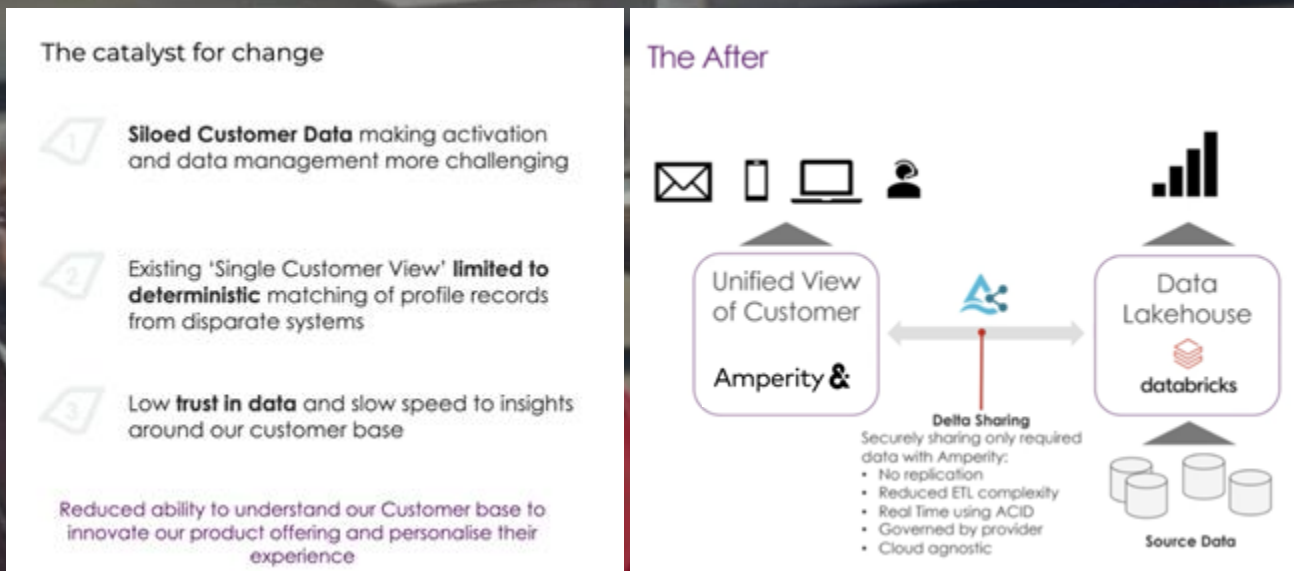 The catalyst for change
1
Siloed Customer Data making activation
and data management more challenging
2
Existing 'Single Customer View' limited to
deterministic matching of profile records
from disparate systems
3
Low trust in data and slow speed to insights
around our customer base
Reduced ability to understand our Customer base to
innovate our product offering and personalise their
experience
The After
Unified View
of Customer
Amperity &
Data
Lakehouse
databricks
Delta Sharing
Securely sharing only required
data with Amperity:
• No replication
• Reduced ETL complexity
• Real Time using ACID
• Governed by provider
• Cloud agnostic
Source Data